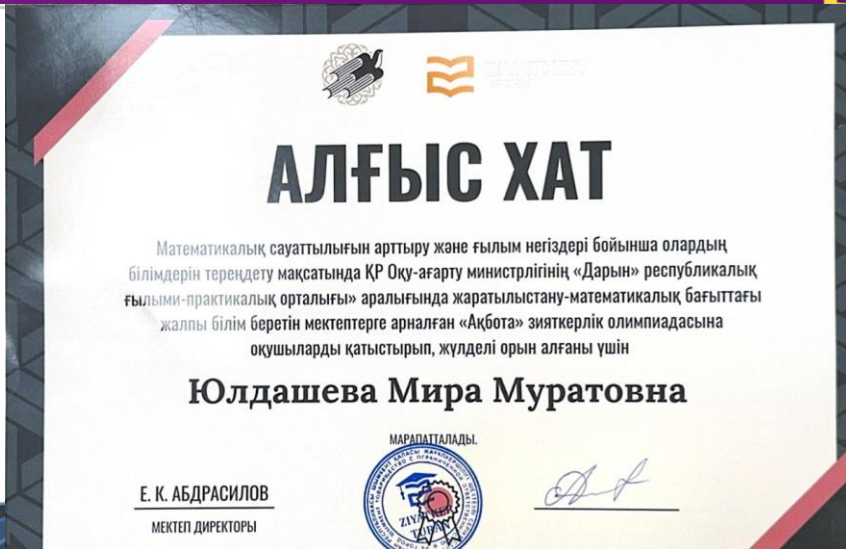 АЛҒЫС ХАТ
Математикалық сауаттылығын арттыру және ғылым негіздері бойынша олардың
білімдерін тереңдету мақсатында ҚР Оқу-ағарту министрлігінің «Дарын» республикалық
ғылыми-практикалық орталығы» аралығында жаратылыстану-математикалық бағыттағы
жалпы білім беретін мектептерге арналған «Ақбота» зияткерлік олимпиадасына
оқушыларды қатыстырып, жүлделі орын алғаны үшін
Юлдашева Мира Муратовна
МАРАПАТТАЛАДЫ.
Е. К. АБДРАСИЛОВ
МЕКТЕП ДИРЕКТОРЫ